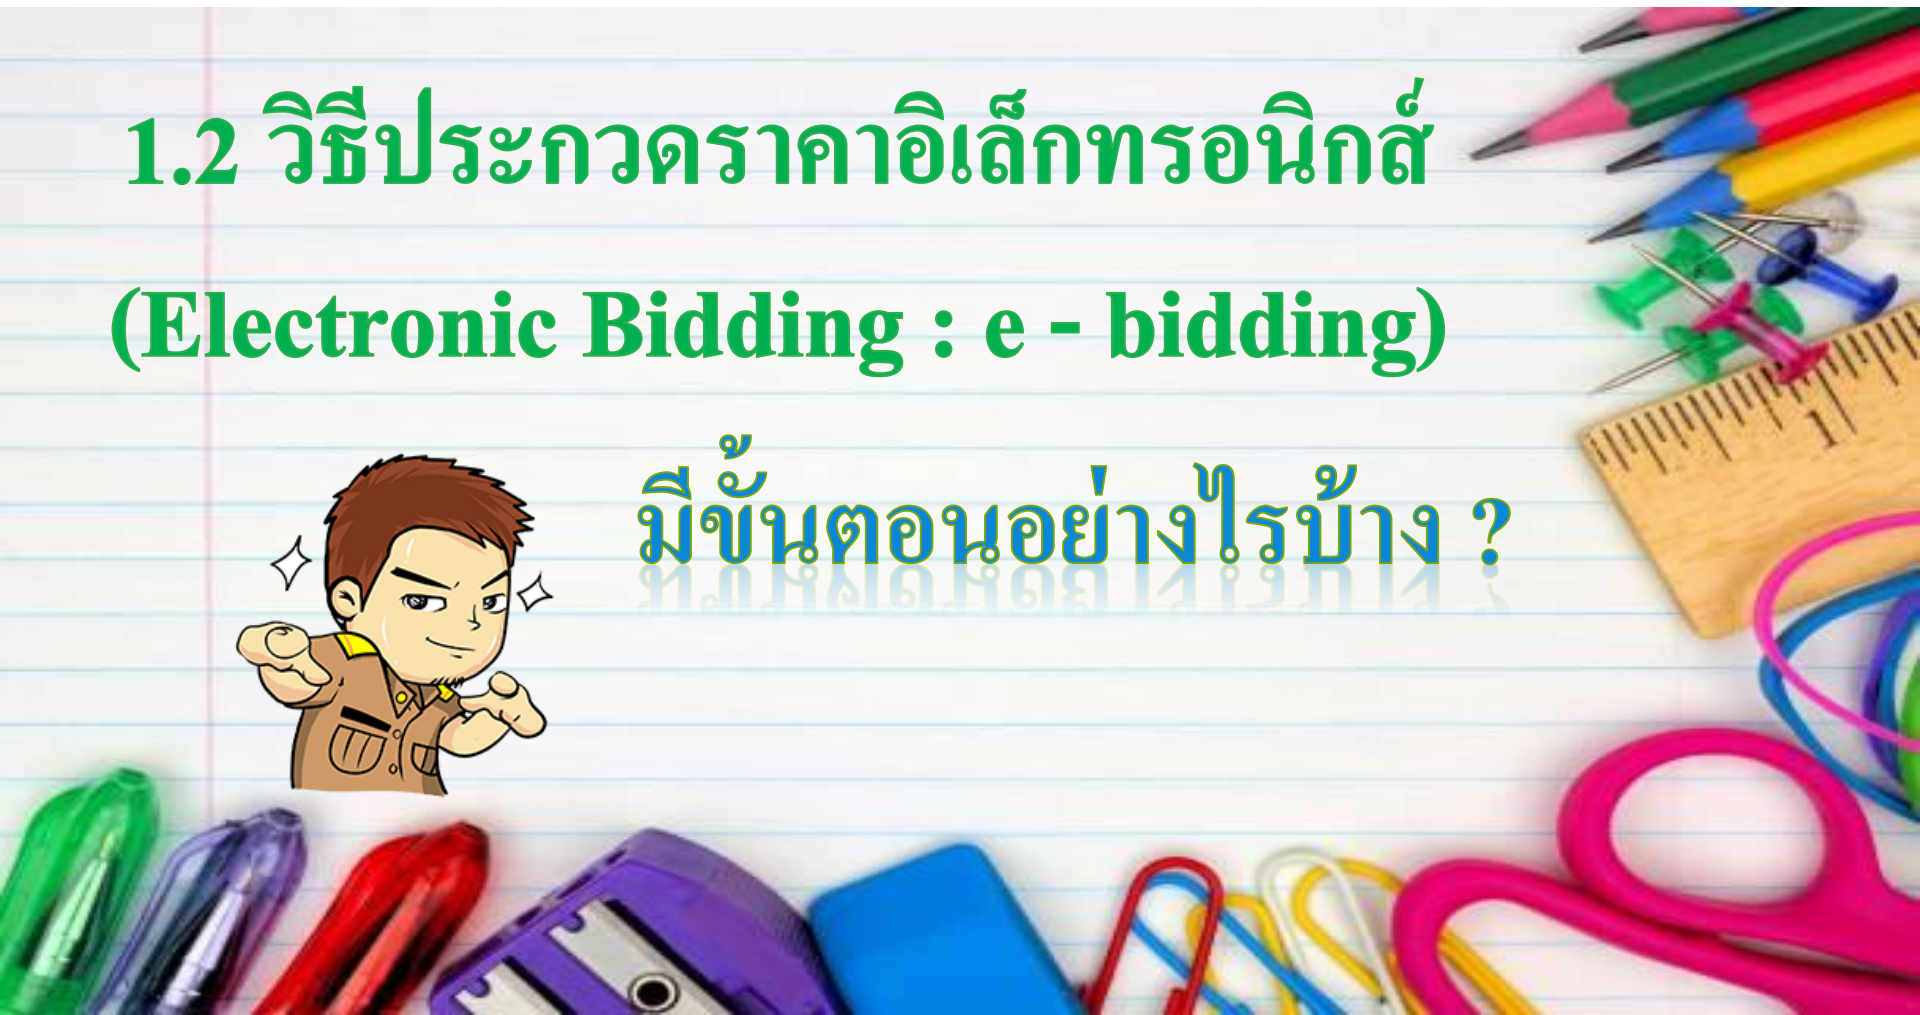 1.2 วิธีประกวดราคาอิเล็กทรอนิกส์
(Electronic Bidding : e - bidding)
มีขั้นตอนอย่างไรบ้าง ?
1